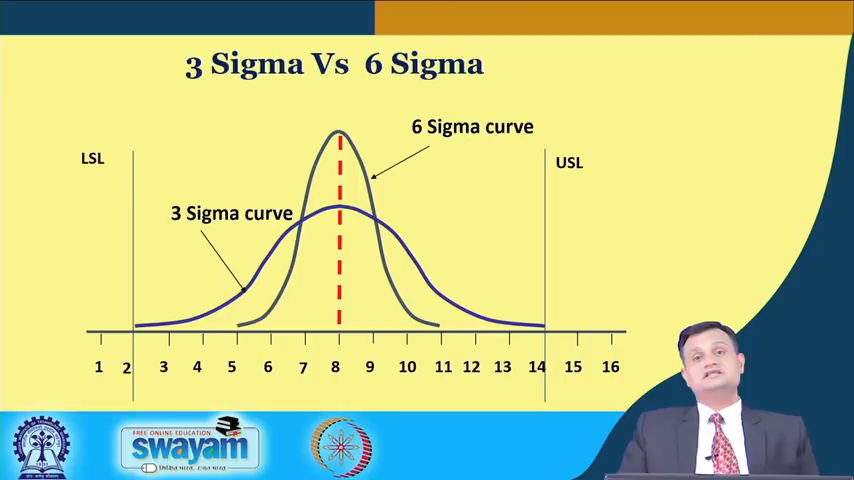 3 Sigma Vs 6 Sigma
6 Sigma curve
LSL
USL
3 Sigma curve
1 2 3 4 5 6 7 8 9 10 11 12 13 14 15 16
FREE ONLINE EDUCATION
swayam